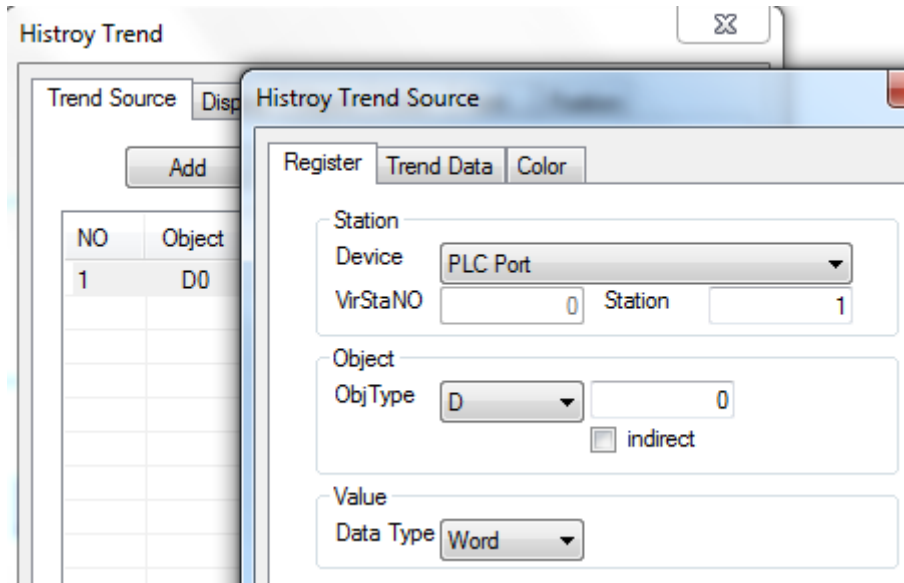 Histroy Trend
Trend Source Disp
Add
NO Object
1 D0
Histroy Trend Source
Register Trend Data Color
Station
Device PLC Port
VirStaNO 0 Station 1
Object
ObjType D 0
indirect
Value
Data Type Word